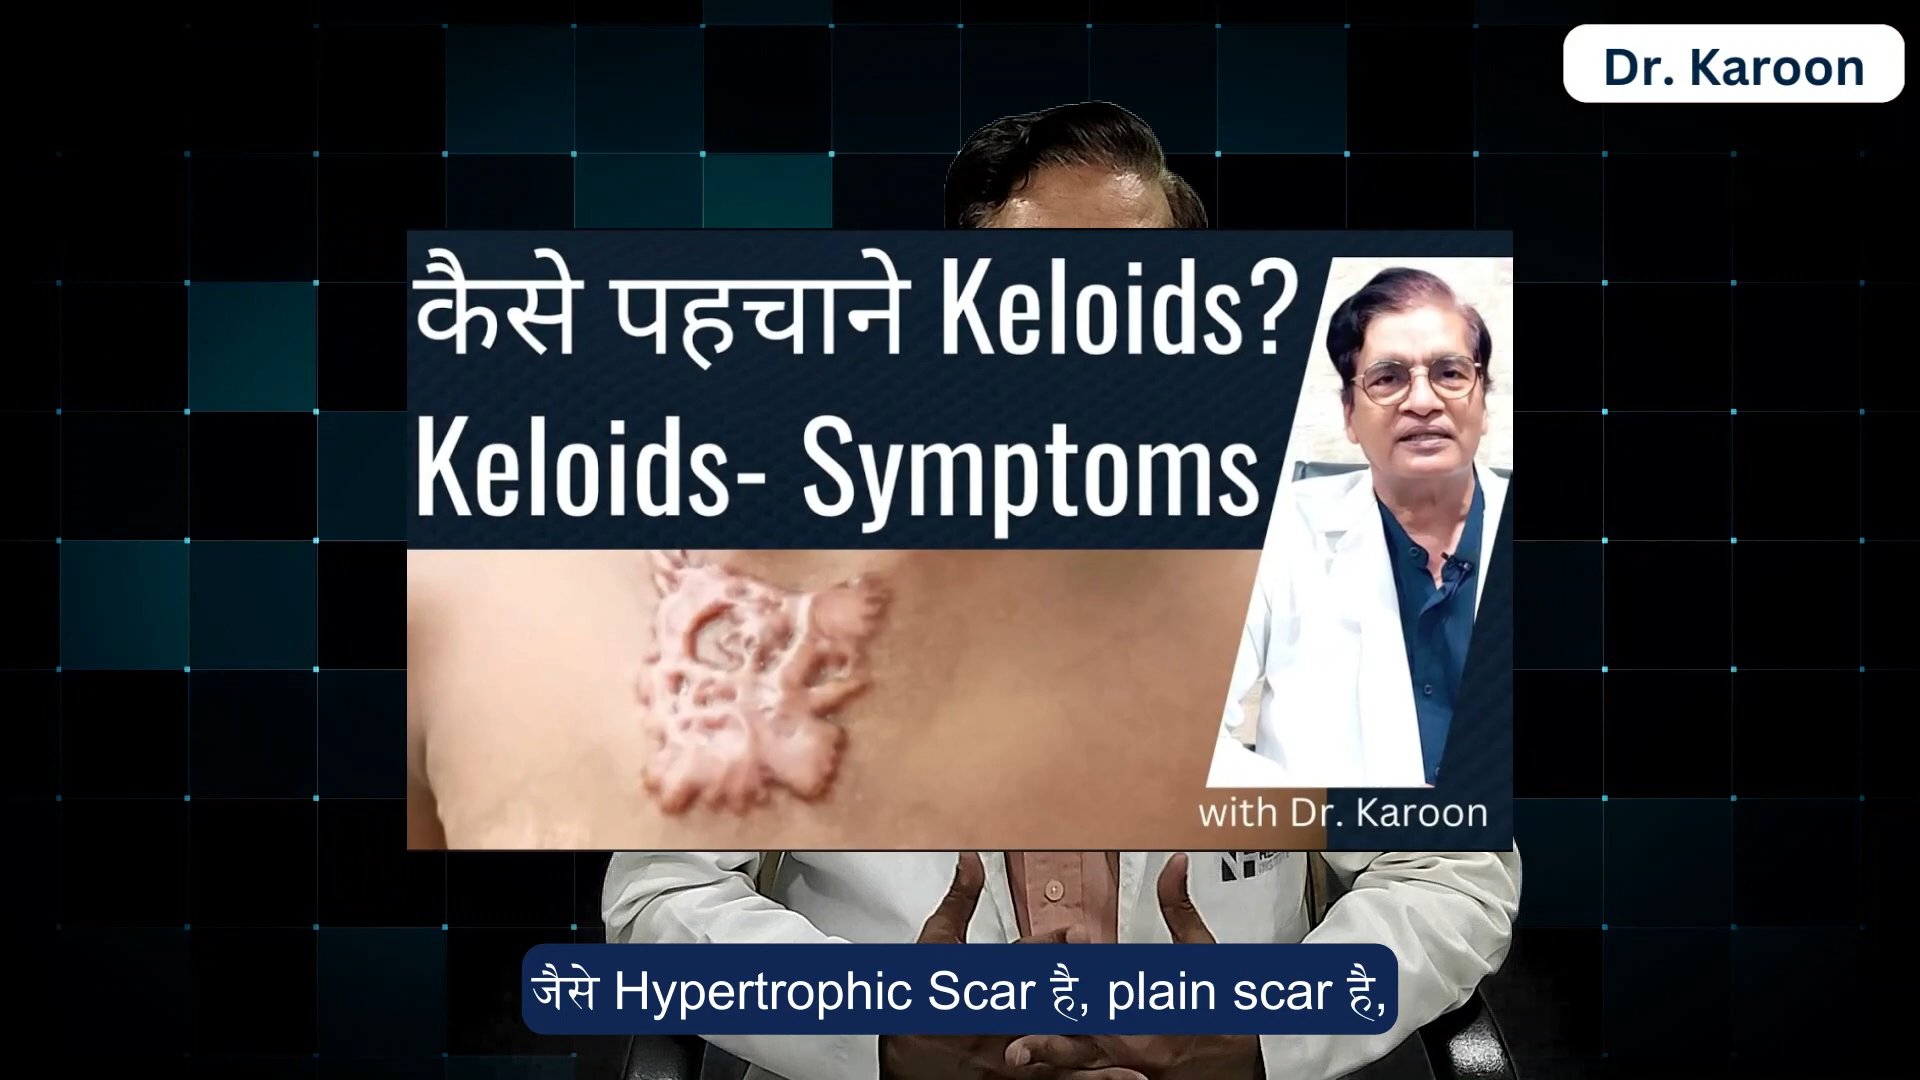 Dr. Karoon
कैसे पहचाने Keloids?
Keloids- Symptoms
with Dr. Karoon
जैसे Hypertrophic Scar है, plain scar है,